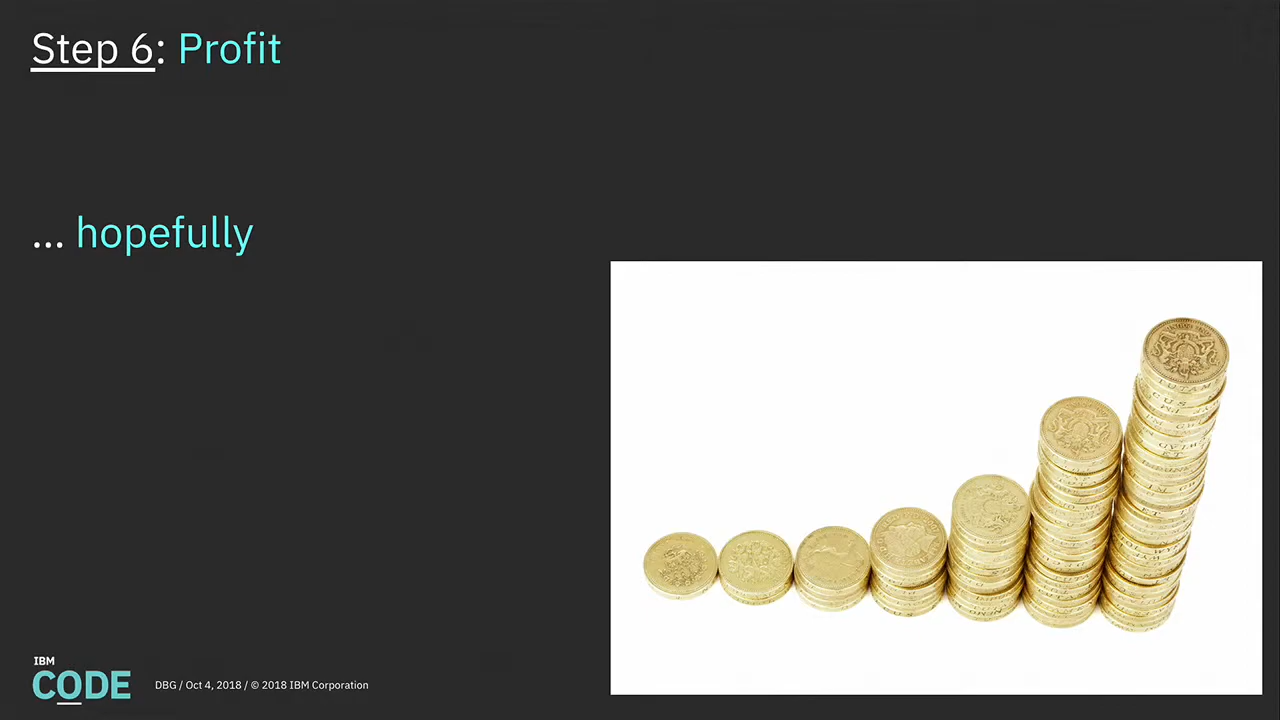 Step 6: Profit
... hopefully
IBM
CODE
DBG / Oct 4, 2018 / © 2018 IBM Corporation